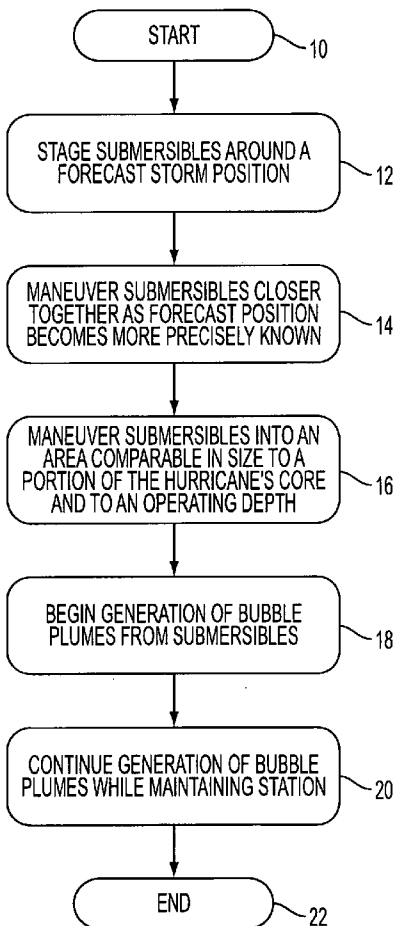 START
10
STAGE SUBMERSIBLES AROUND A
FORECAST STORM POSITION
12
MANEUVER SUBMERSIBLES CLOSER
TOGETHER AS FORECAST POSITION
BECOMES MORE PRECISELY KNOWN
14
MANEUVER SUBMERSIBLES INTO AN
AREA COMPARABLE IN SIZE TO A
PORTION OF THE HURRICANE'S CORE
AND TO AN OPERATING DEPTH
16
BEGIN GENERATION OF BUBBLE
PLUMES FROM SUBMERSIBLES
18
CONTINUE GENERATION OF BUBBLE
PLUMES WHILE MAINTAINING STATION
20
END
22